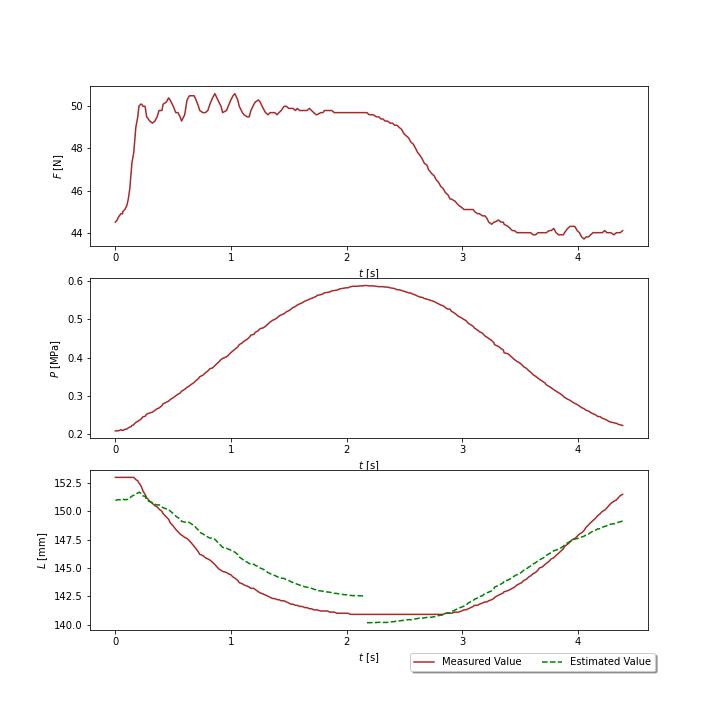 50
48
46
44
F [N]
0 1 2 3 4
t [s]
0.6
0.5
0.4
0.3
0.2
P [MPa]
0 1 2 3 4
t [s]
152.5
150.0
147.5
145.0
142.5
140.0
L [mm]
0 1 2 3 4
t [s]
Measured Value Estimated Value